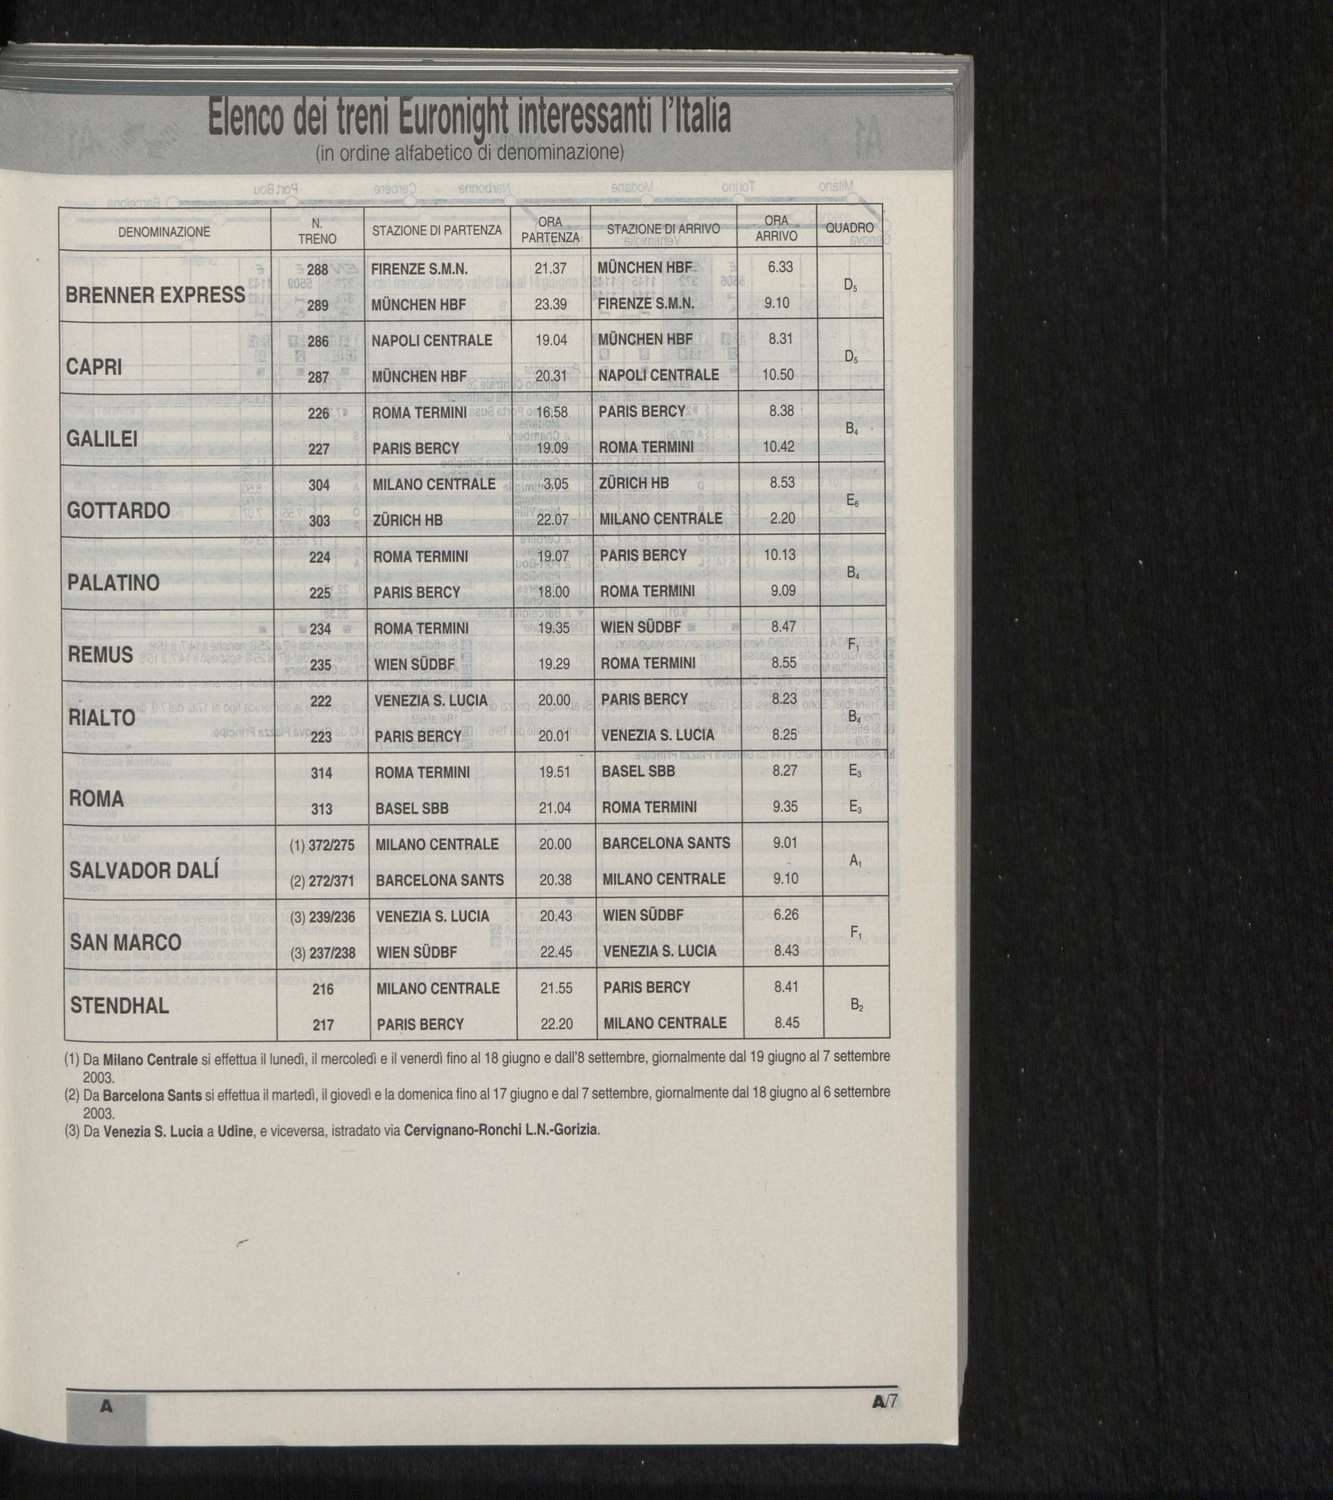 Elenco dei treni Euronight interessanti l'Italia
(in ordine alfabetico di denominazione)
DENOMINAZIONE N. TRENO STAZIONE DI PARTENZA ORA PARTENZA STAZIONE DI ARRIVO ORA ARRIVO QUADRO
BRENNER EXPRESS
288 FIRENZE S.M.N. 21.37 MÜNCHEN HBF 6.33 D5
289 MÜNCHEN HBF 23.39 FIRENZE S.M.N. 9.10
CAPRI
286 NAPOLI CENTRALE 19.04 MÜNCHEN HBF 8.31 D5
287 MÜNCHEN HBF 20.31 NAPOLI CENTRALE 10.50
GALILEI
226 ROMA TERMINI 16.58 PARIS BERCY 8.38 B4
227 PARIS BERCY 19.09 ROMA TERMINI 10.42
GOTTARDO
304 MILANO CENTRALE 3.05 ZÜRICH HB 8.53 E6
303 ZÜRICH HB 22.07 MILANO CENTRALE 2.20
PALATINO
224 ROMA TERMINI 19.07 PARIS BERCY 10.13 B4
225 PARIS BERCY 18.00 ROMA TERMINI 9.09
REMUS
234 ROMA TERMINI 19.35 WIEN SÜDBF 8.47 F1
235 WIEN SÜDBF 19.29 ROMA TERMINI 8.55
RIALTO
222 VENEZIA S. LUCIA 20.00 PARIS BERCY 8.23 B4
223 PARIS BERCY 20.01 VENEZIA S. LUCIA 8.25
ROMA
314 ROMA TERMINI 19.51 BASEL SBB 8.27 E3
313 BASEL SBB 21.04 ROMA TERMINI 9.35 E3
SALVADOR DALÍ
(1) 372/275 MILANO CENTRALE 20.00 BARCELONA SANTS 9.01 A1
(2) 272/371 BARCELONA SANTS 20.38 MILANO CENTRALE 9.10
SAN MARCO
(3) 239/236 VENEZIA S. LUCIA 20.43 WIEN SÜDBF 6.26 F1
(3) 237/238 WIEN SÜDBF 22.45 VENEZIA S. LUCIA 8.43
STENDHAL
216 MILANO CENTRALE 21.55 PARIS BERCY 8.41 B2
217 PARIS BERCY 22.20 MILANO CENTRALE 8.45
(1) Da Milano Centrale si effettua il lunedì, il mercoledì e il venerdì fino al 18 giugno e dall'8 settembre, giornalmente dal 19 giugno al 7 settembre
2003.
(2) Da Barcelona Sants si effettua il martedì, il giovedì e la domenica fino al 17 giugno e dal 7 settembre, giornalmente dal 18 giugno al 6 settembre
2003.
(3) Da Venezia S. Lucia a Udine, e viceversa, istradato via Cervignano-Ronchi L.N.-Gorizia.
A A/7